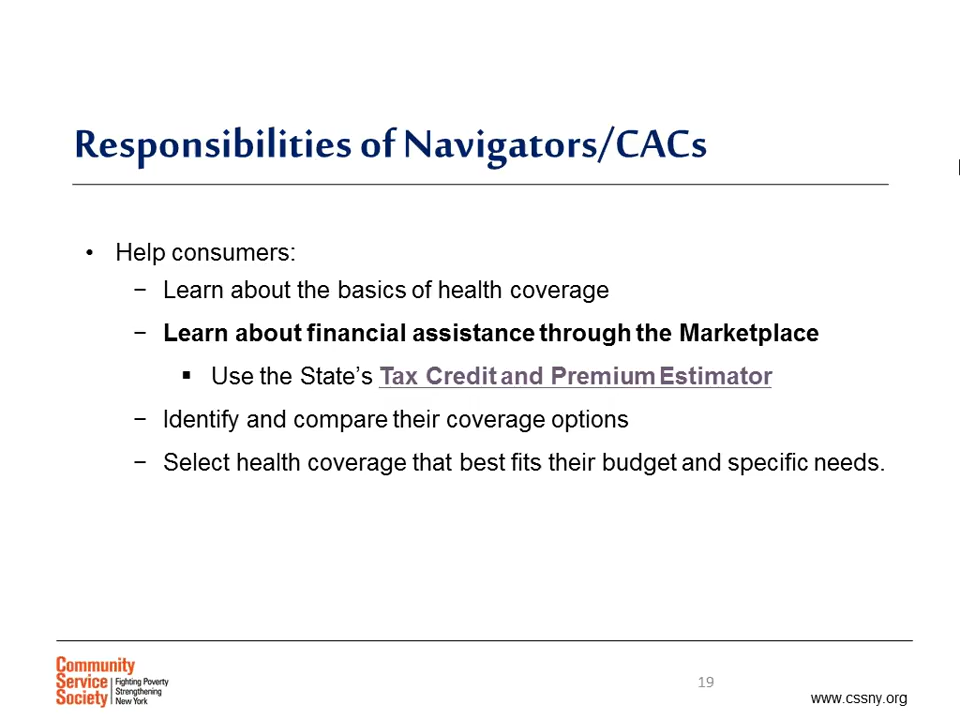 Responsibilities of Navigators/CACs
• Help consumers:
− Learn about the basics of health coverage
− Learn about financial assistance through the Marketplace
▪ Use the State’s Tax Credit and Premium Estimator
− Identify and compare their coverage options
− Select health coverage that best fits their budget and specific needs.
Community
Service
Society
Fighting Poverty
Strengthening
New York
19
www.cssny.org